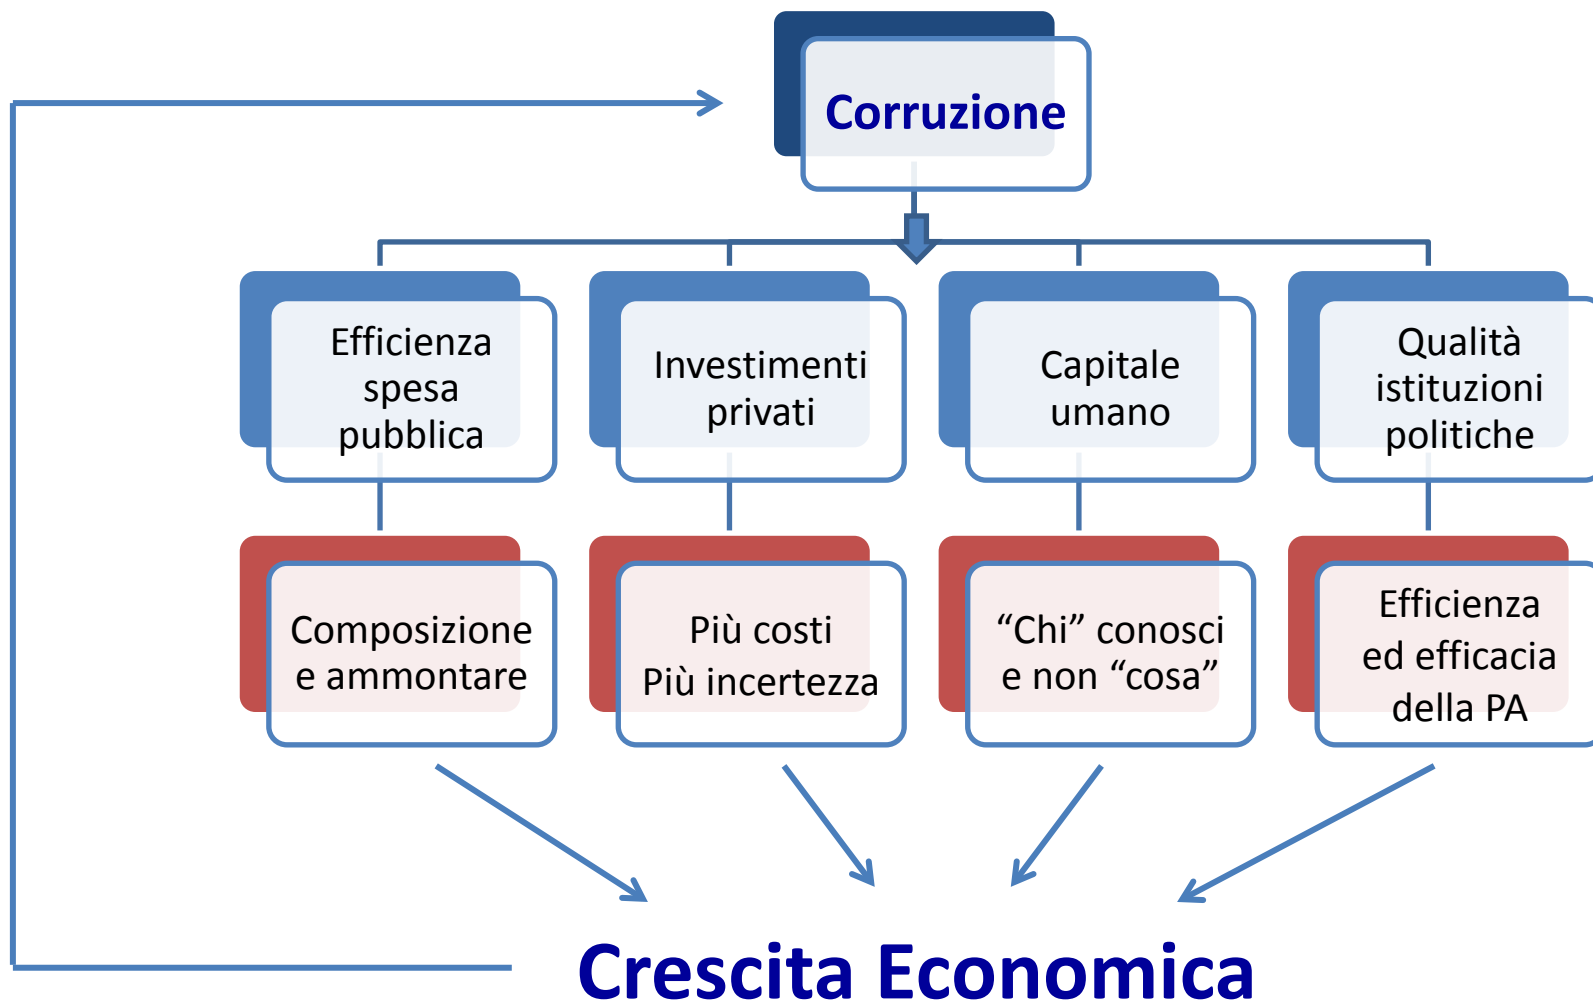 Corruzione
Efficienza
spesa
pubblica
Investimenti
privati
Capitale
umano
Qualità
istituzioni
politiche
Composizione
e ammontare
Più costi
Più incertezza
“Chi” conosci
e non “cosa”
Efficienza
ed efficacia
della PA
Crescita Economica